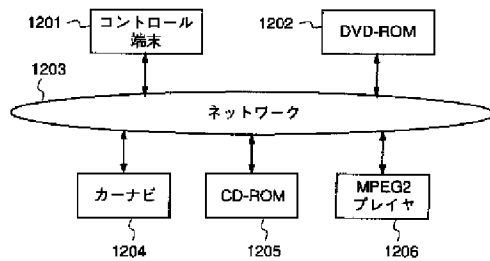 1201
コントロール
端末
1202
DVD-ROM
1203
ネットワーク
カーナビ
CD-ROM
MPEG2
プレイヤ
1204
1205
1206